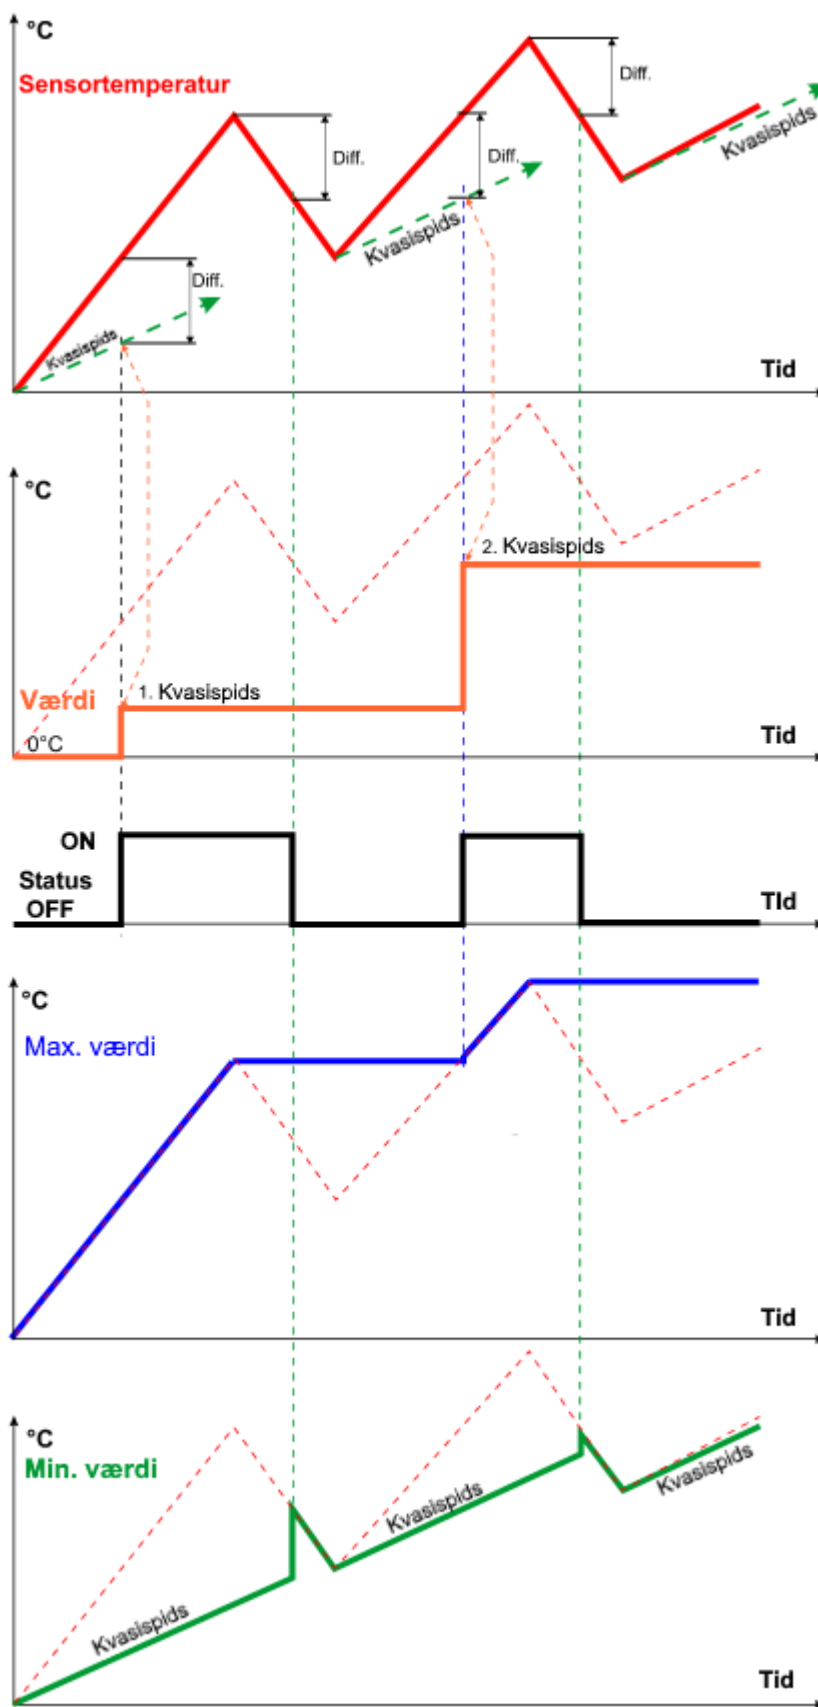 °C
Sensortemperatur
Diff.
Diff.
Diff.
Diff.
Kvasispids
Kvasispids
Kvasispids
Tid
°C
2. Kvasispids
1. Kvasispids
Værdi
0°C
Tid
ON
Status
OFF
TId
°C
Max. værdi
Tid
°C
Min. værdi
Kvasispids
Kvasispids
Kvasispids
Tid